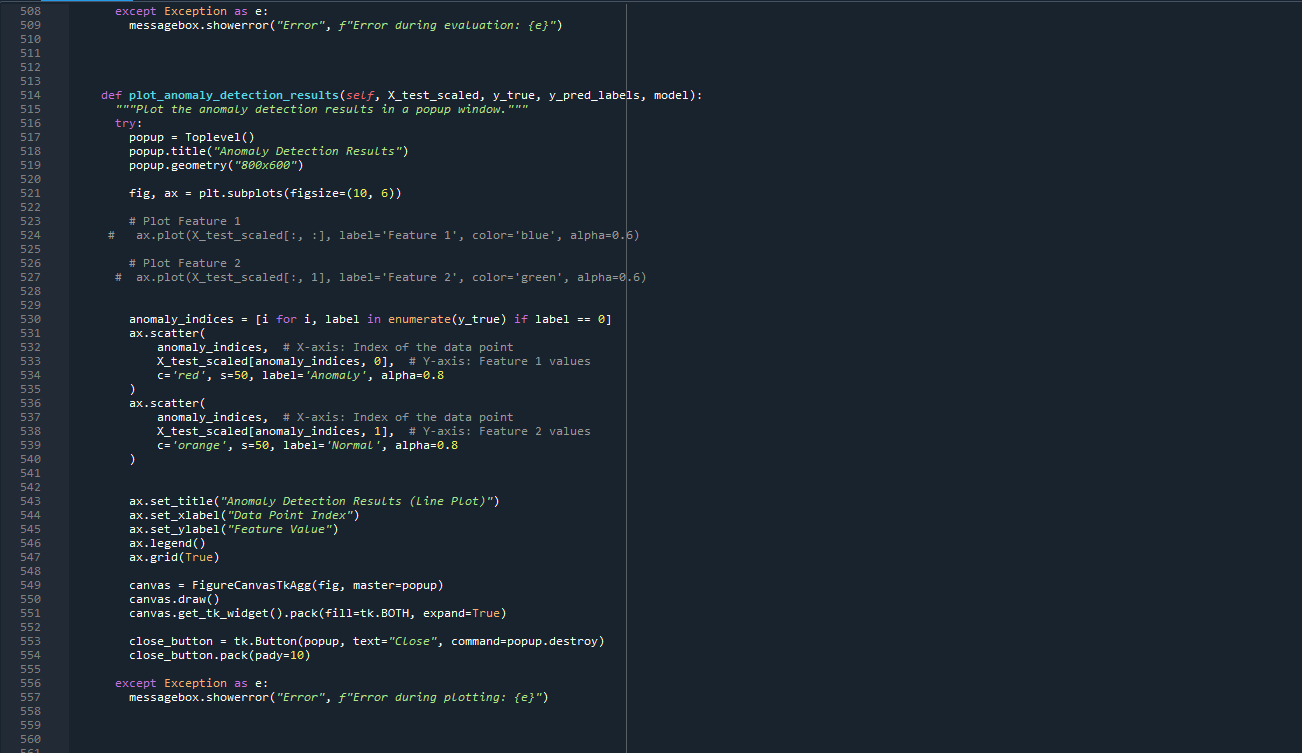 508 except Exception as e:
509 messagebox.showerror("Error", f"Error during evaluation: {e}")
510
511
512
513
514 def plot_anomaly_detection_results(self, X_test_scaled, y_true, y_pred_labels, model):
515 """Plot the anomaly detection results in a popup window."""
516 try:
517 popup = Toplevel()
518 popup.title("Anomaly Detection Results")
519 popup.geometry("800x600")
520
521 fig, ax = plt.subplots(figsize=(10, 6))
522
523 # Plot Feature 1
524 # ax.plot(X_test_scaled[:, :], label='Feature 1', color='blue', alpha=0.6)
525
526 # Plot Feature 2
527 # ax.plot(X_test_scaled[:, 1], label='Feature 2', color='green', alpha=0.6)
528
529
530 anomaly_indices = [i for i, label in enumerate(y_true) if label == 0]
531 ax.scatter(
532 anomaly_indices, # X-axis: Index of the data point
533 X_test_scaled[anomaly_indices, 0], # Y-axis: Feature 1 values
534 c='red', s=50, label='Anomaly', alpha=0.8
535 )
536 ax.scatter(
537 anomaly_indices, # X-axis: Index of the data point
538 X_test_scaled[anomaly_indices, 1], # Y-axis: Feature 2 values
539 c='orange', s=50, label='Normal', alpha=0.8
540 )
541
542
543 ax.set_title("Anomaly Detection Results (Line Plot)")
544 ax.set_xlabel("Data Point Index")
545 ax.set_ylabel("Feature Value")
546 ax.legend()
547 ax.grid(True)
548
549 canvas = FigureCanvasTkAgg(fig, master=popup)
550 canvas.draw()
551 canvas.get_tk_widget().pack(fill=tk.BOTH, expand=True)
552
553 close_button = tk.Button(popup, text="Close", command=popup.destroy)
554 close_button.pack(pady=10)
555
556 except Exception as e:
557 messagebox.showerror("Error", f"Error during plotting: {e}")
558
559
560
561